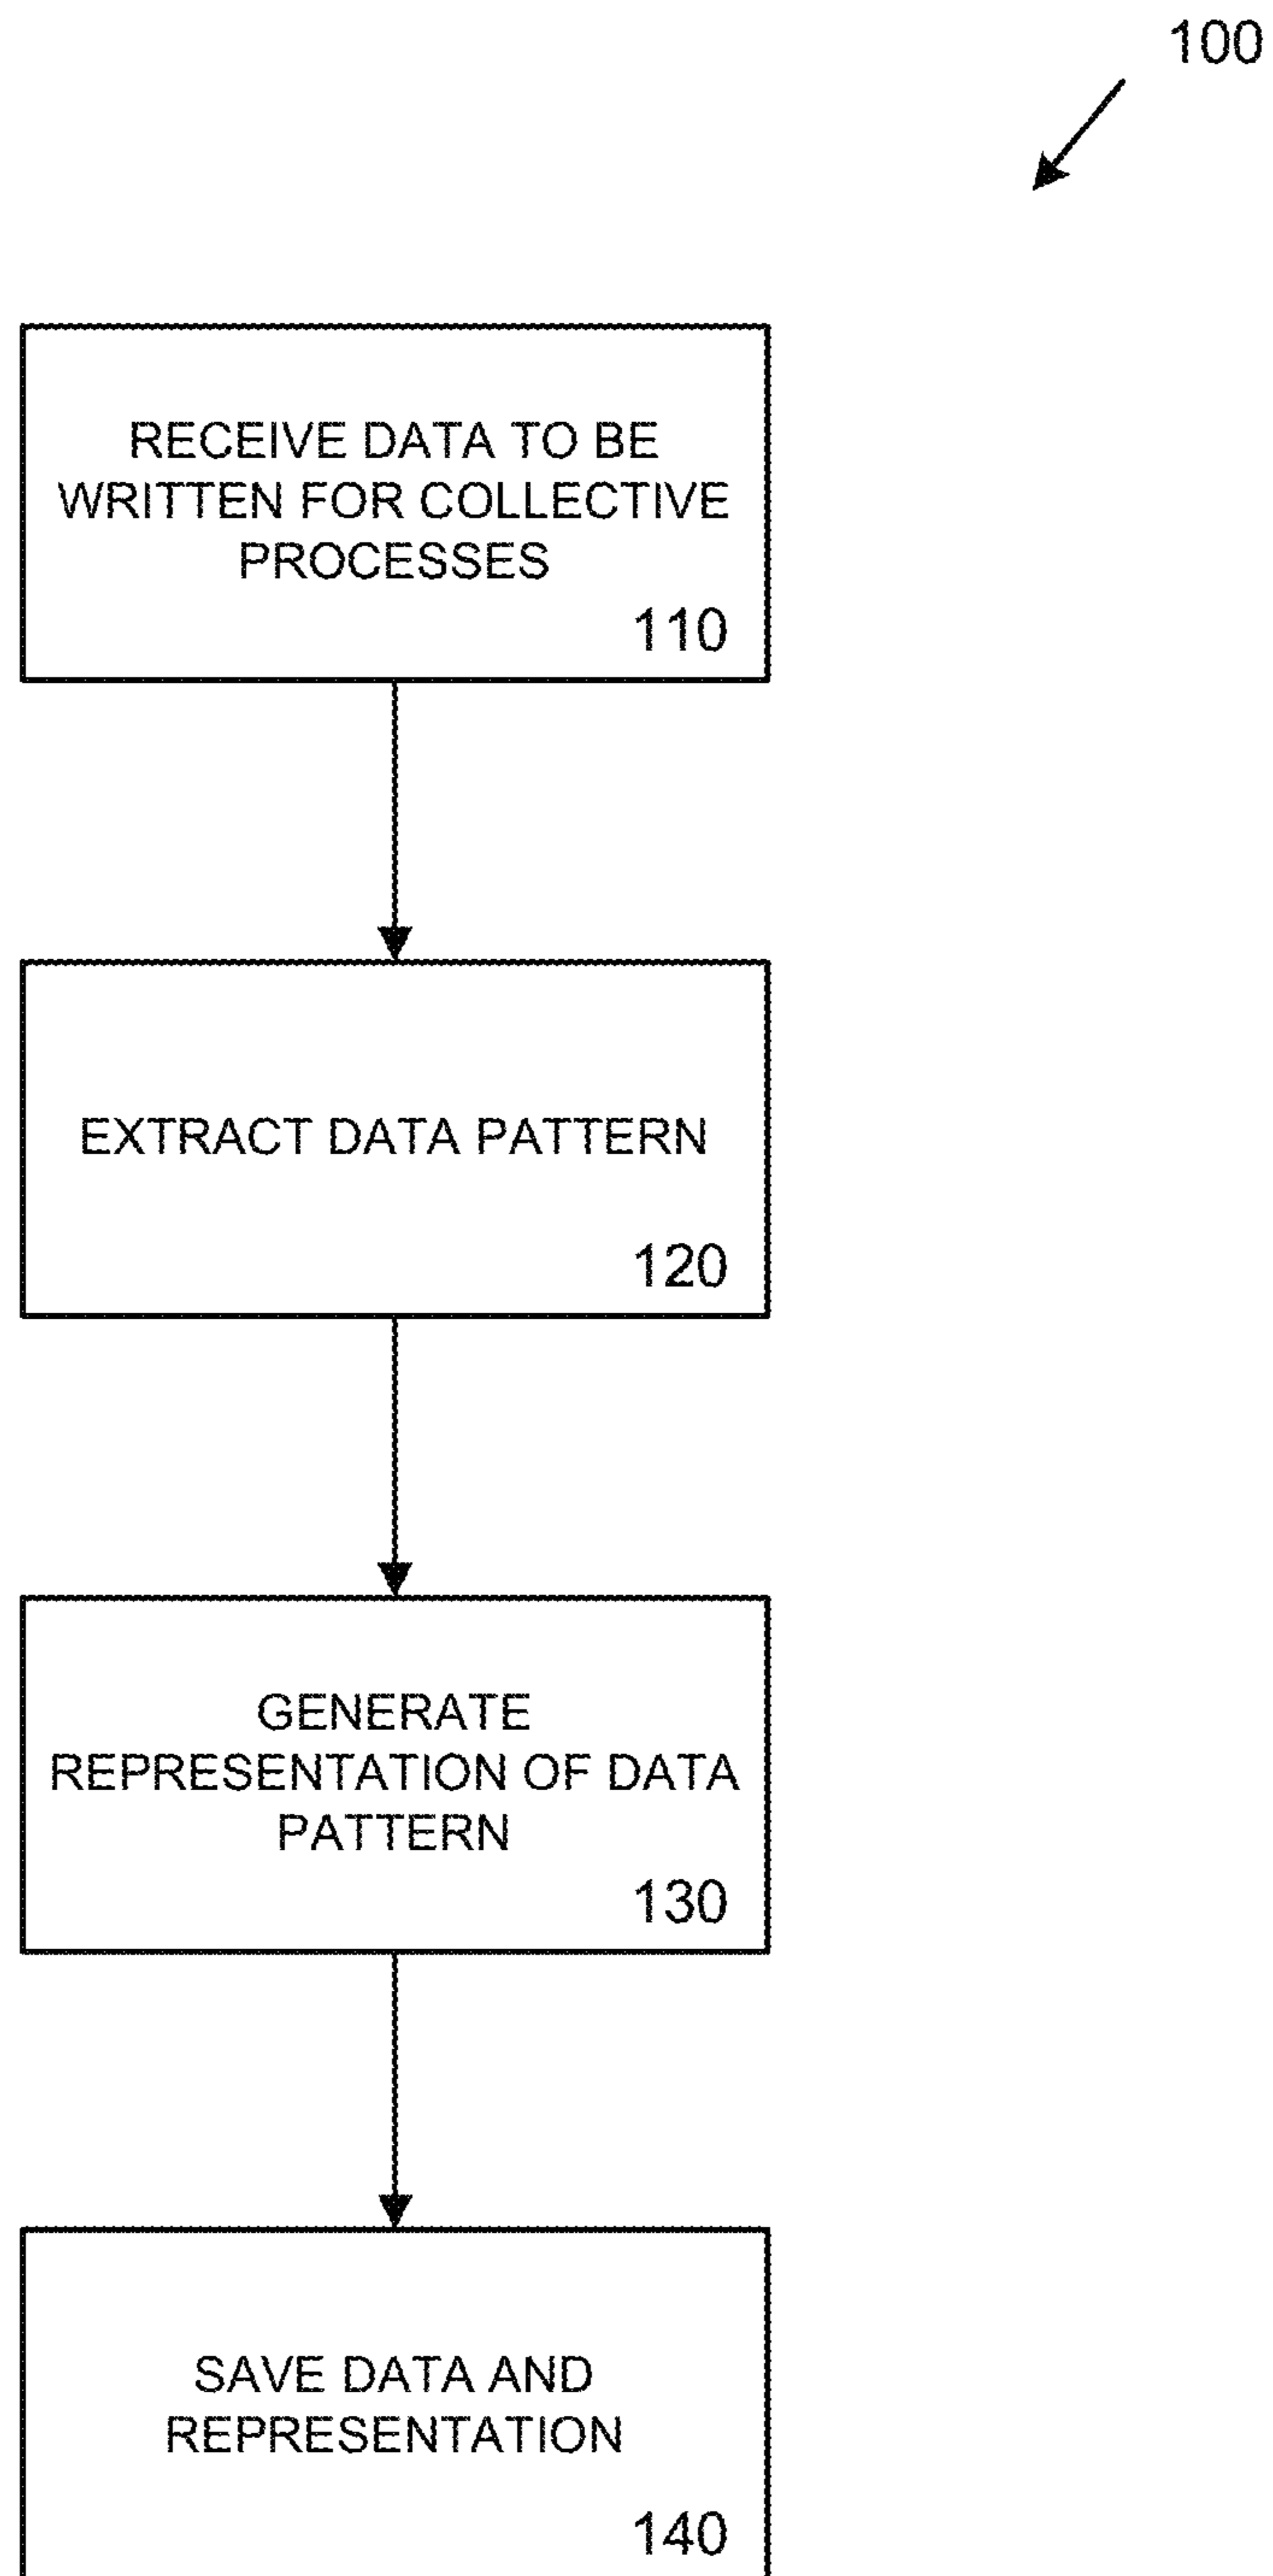 100
RECEIVE DATA TO BE
WRITTEN FOR COLLECTIVE
PROCESSES
110
EXTRACT DATA PATTERN
120
GENERATE
REPRESENTATION OF DATA
PATTERN
130
SAVE DATA AND
REPRESENTATION
140